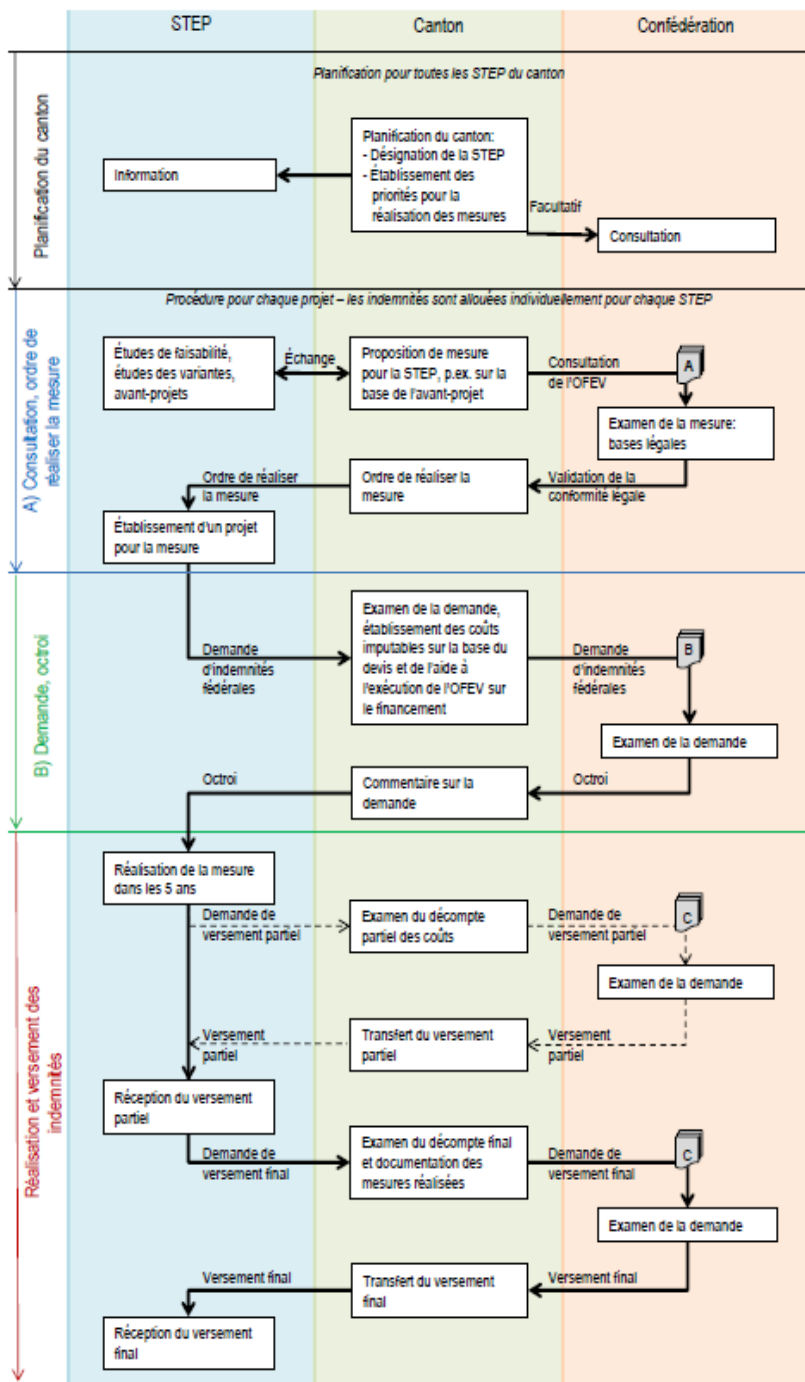 STEP
Canton
Confédération
Planification du canton
Planification pour toutes les STEP du canton
Planification du canton:
- Désignation de la STEP
- Établissement des
priorités pour la
réalisation des mesures
Information
Facultatif
Consultation
A) Consultation, ordre de
réaliser la mesure
Procédure pour chaque projet – les indemnités sont allouées individuellement pour chaque STEP
Études de faisabilité,
études des variantes,
avant-projets
Échange
Proposition de mesure
pour la STEP, p.ex. sur la
base de l'avant-projet
Consultation
de l'OFEV
A
Examen de la mesure:
bases légales
Ordre de réaliser
la mesure
Ordre de réaliser la
mesure
Validation de la
conformité légale
Établissement d'un projet
pour la mesure
B) Demande, octroi
Demande
d'indemnités
fédérales
Examen de la demande,
établissement des coûts
imputables sur la base du
devis et de l'aide à
l'exécution de l'OFEV sur
le financement
Demande
d'indemnités
fédérales
B
Examen de la demande
Octroi
Commentaire sur la
demande
Octroi
Réalisation et versement des
indemnités
Réalisation de la mesure
dans les 5 ans
Demande de
versement partiel
Examen du décompte
partiel des coûts
Demande de
versement partiel
C
Examen de la demande
Versement
partiel
Transfert du versement
partiel
Versement
partiel
Réception du versement
partiel
Demande de
versement final
Examen du décompte final
et documentation des
mesures réalisées
Demande de
versement final
C
Examen de la demande
Versement final
Transfert du versement
final
Versement final
Réception du versement
final